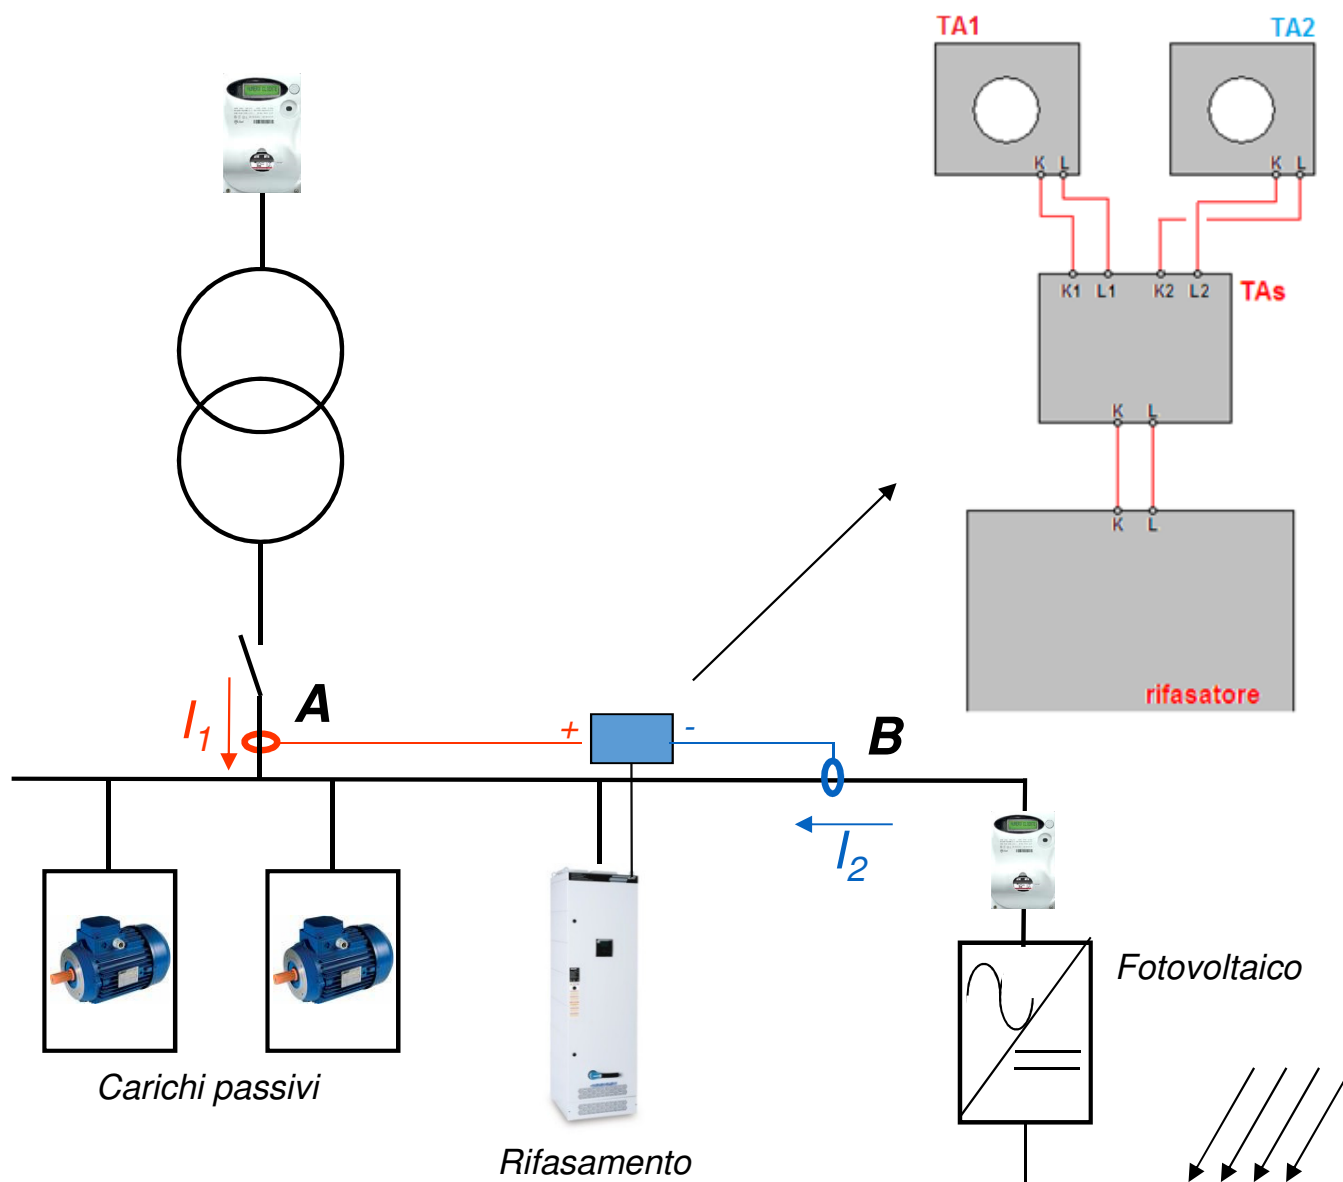 TA1
TA2
K L
K L
K1 L1 K2 L2
TAs
K L
K L
rifasatore
A
I1
+
-
B
I2
Fotovoltaico
Carichi passivi
Rifasamento